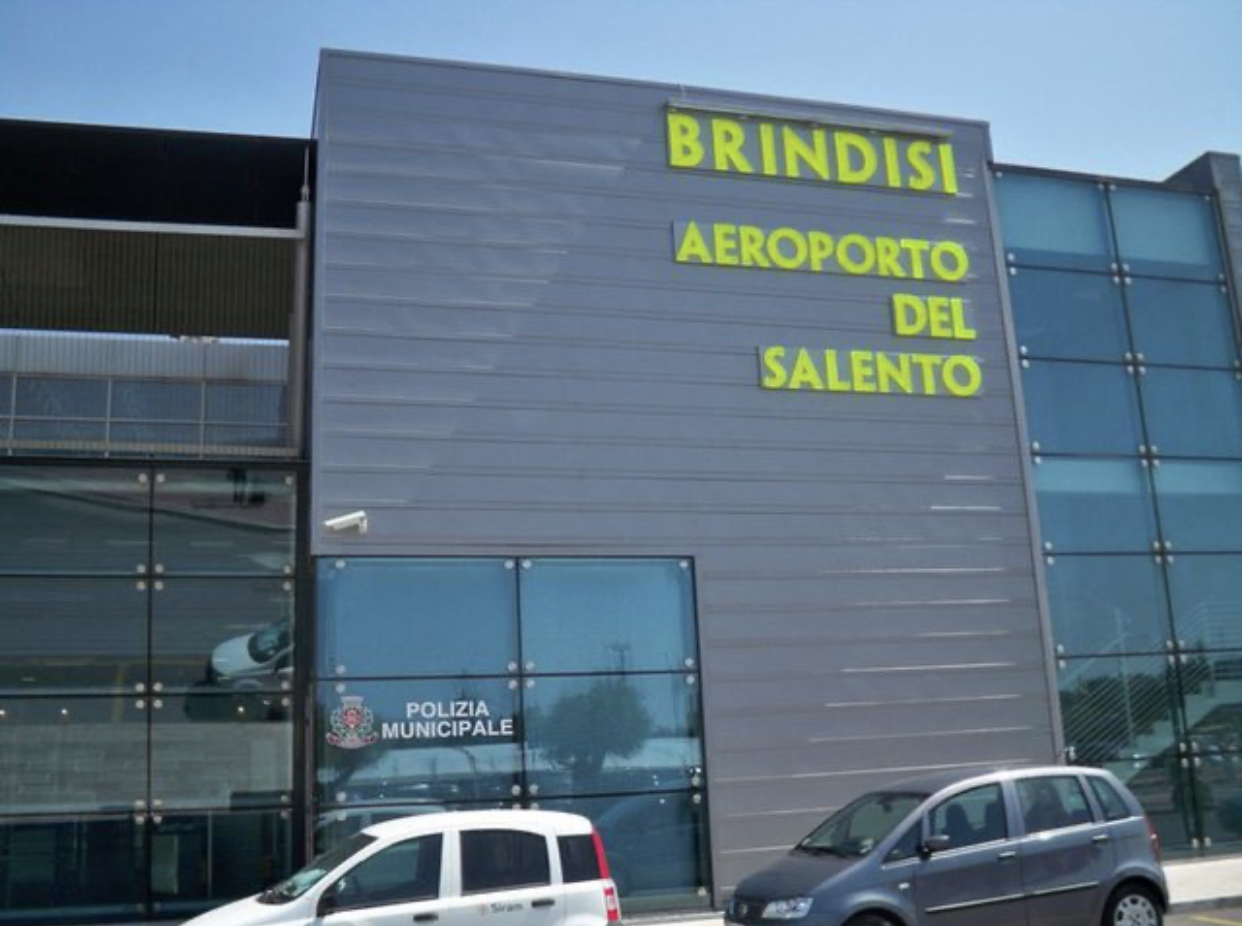 BRINDISI
AEROPORTO
DEL
SALENTO
POLIZIA
MUNICIPALE
Siram